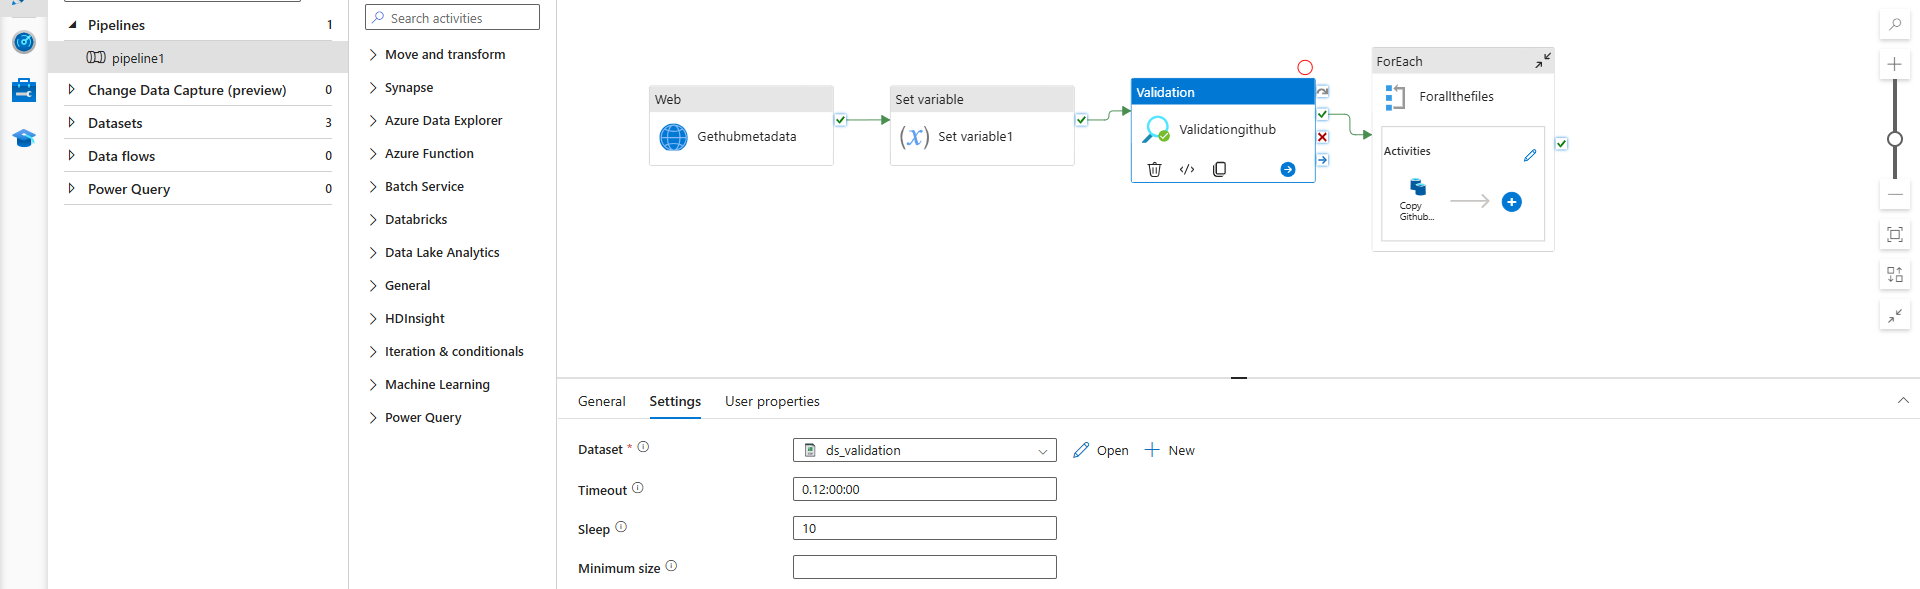 Pipelines 1
pipeline1
Change Data Capture (preview) 0
Datasets 3
Data flows 0
Power Query 0
Search activities
Move and transform
Synapse
Azure Data Explorer
Azure Function
Batch Service
Databricks
Data Lake Analytics
General
HDInsight
Iteration & conditionals
Machine Learning
Power Query
Web
Gethubmetadata
Set variable
(x) Set variable1
Validation
Validationgithub
ForEach
Forallthefiles
Activities
Copy
Github...
General Settings User properties
Dataset * ds_validation Open New
Timeout 0.12:00:00
Sleep 10
Minimum size